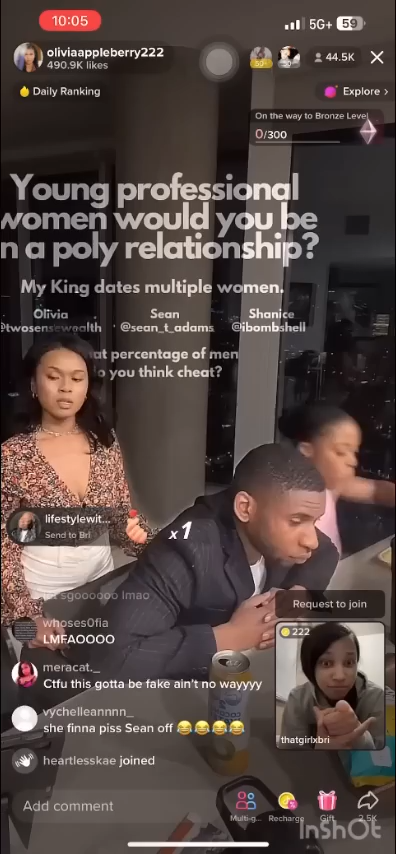 10:05
5G+ 59
oliviaappleberry222
490.9K likes
50+
44.5K
Daily Ranking
Explore >
On the way to Bronze Level
0/300
Young professional
women would you be
n a poly relationship?
My King dates multiple women.
Olivia Sean Shanice
@twosensewealth @sean_t_adams @ibombshell
at percentage of men
o you think cheat?
lifestylewit...
Send to Bri
x1
sgoooooo lmao
Request to join
whoses0fia
LMFAOOOO
222
meracat._
Ctfu this gotta be fake ain't no wayyyy
vychelleannnn_
she finna piss Sean off 😂😂😂😂
thatgirlxbri
heartlesskae joined
Add comment
Multi-g... Recharge Gift 2.5K
InShOt